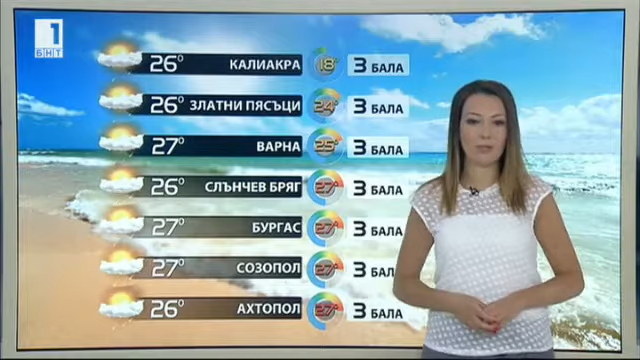 1
БНТ
26° КАЛИАКРА 18° 3 БАЛА
26° ЗЛАТНИ ПЯСЪЦИ 24° 3 БАЛА
27° ВАРНА 25° 3 БАЛА
26° СЛЪНЧЕВ БРЯГ 27° 3 БАЛА
27° БУРГАС 27° 3 БАЛА
27° СОЗОПОЛ 27° 3 БАЛА
26° АХТОПОЛ 27° 3 БАЛА